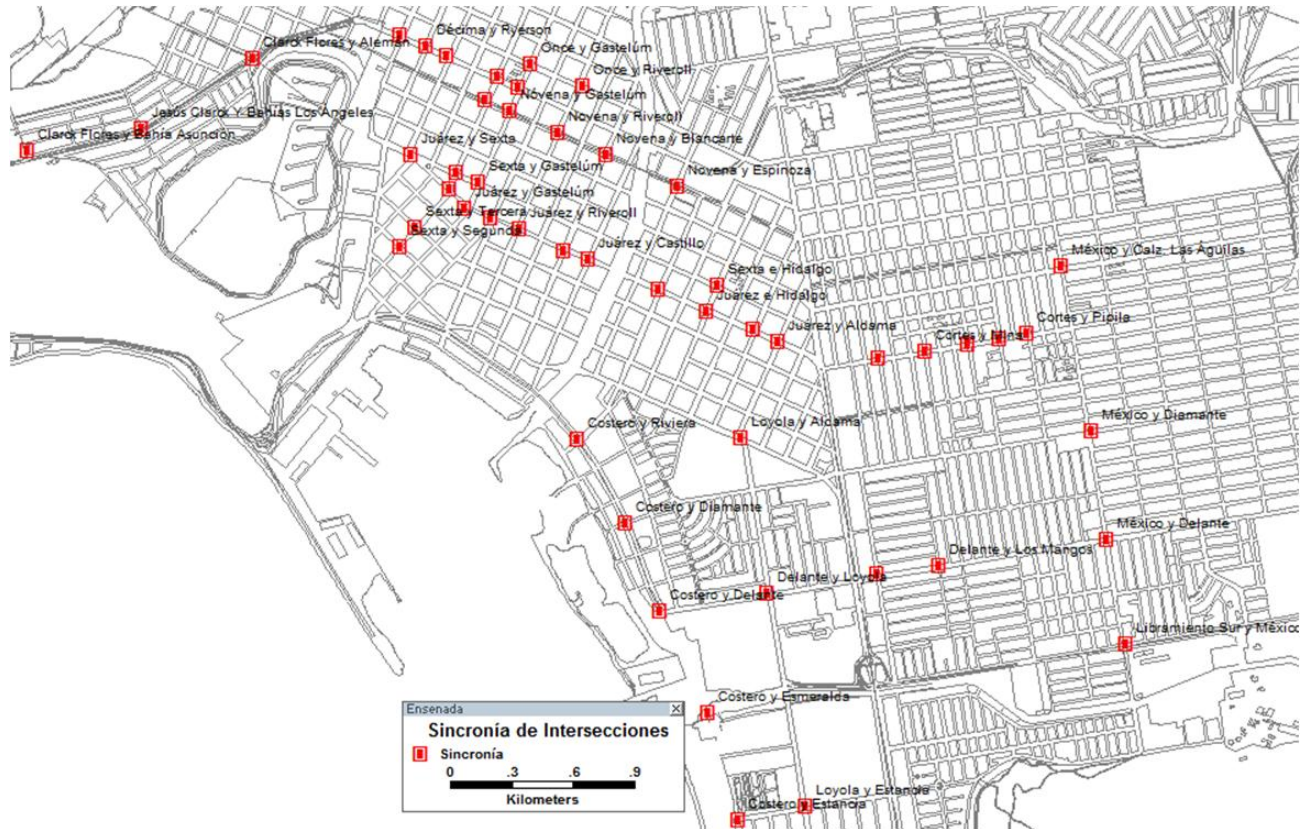 Décima y Ryerson
Clarck Flores y Alemán
Once y Gastelúm
Once y Riveroll
Novena y Gastelúm
Jesús Clarck Y Bahías Los Ángeles
Novena y Riveroll
Clarck Flores y Bahía Asunción
Juárez y Sexta
Novena y Blancarte
Sexta y Gastelúm
Novena y Espinoza
Juárez y Gastelúm
Sexta y Tercera
Juárez y Riveroll
Sexta y Segunda
Juárez y Castillo
México y Calz. Las Águilas
Sexta e Hidalgo
Juárez e Hidalgo
Cortes y Pipila
Juárez y Aldama
Cortes y Mina
México y Diamante
Costero y Riviera
Loyola y Aldama
Costero y Diamante
México y Delante
Delante y Los Mangos
Delante y Loyola
Costero y Delante
Libramiento Sur y México
Costero y Esmeralda
Ensenada
Sincronía de Intersecciones
Sincronía
0 .3 .6 .9
Kilometers
Loyola y Estancia
Costero y Estancia